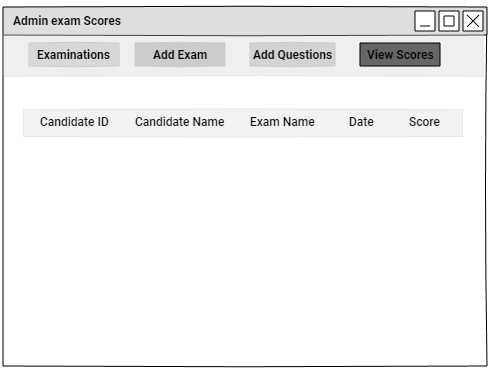 Admin exam Scores
Examinations Add Exam Add Questions View Scores
Candidate ID Candidate Name Exam Name Date Score